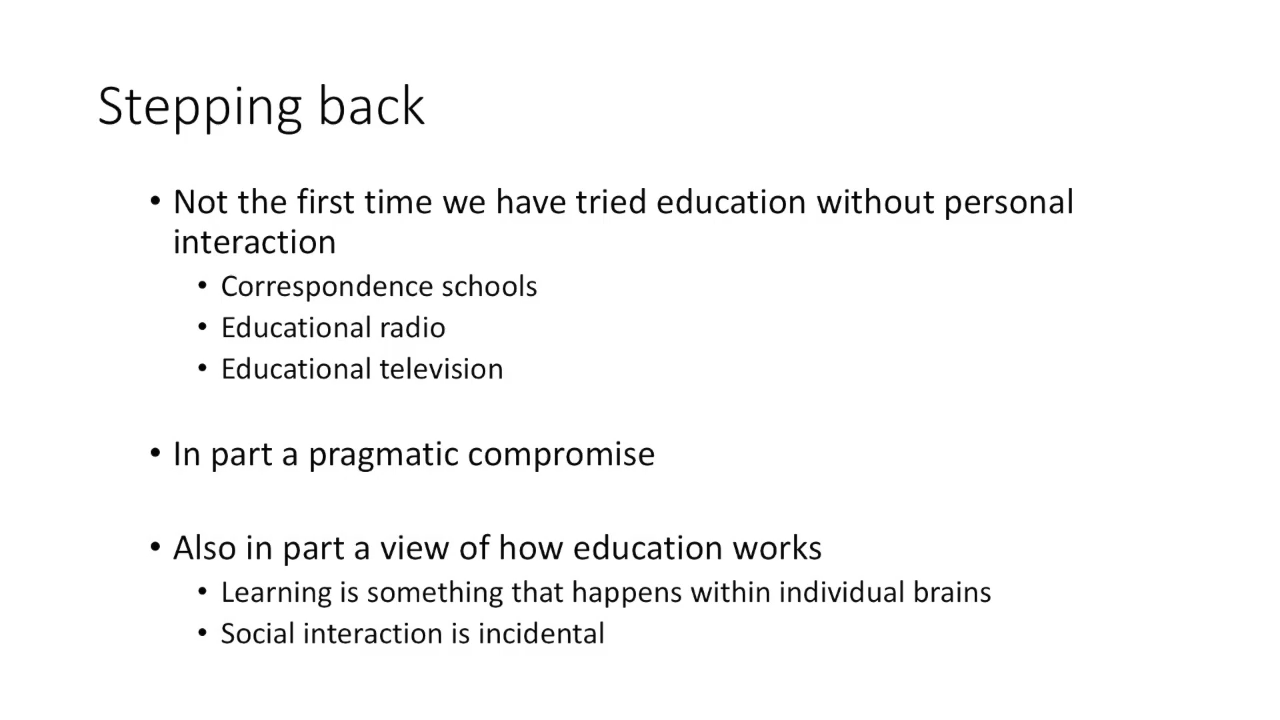 Stepping back
• Not the first time we have tried education without personal
interaction
• Correspondence schools
• Educational radio
• Educational television
• In part a pragmatic compromise
• Also in part a view of how education works
• Learning is something that happens within individual brains
• Social interaction is incidental